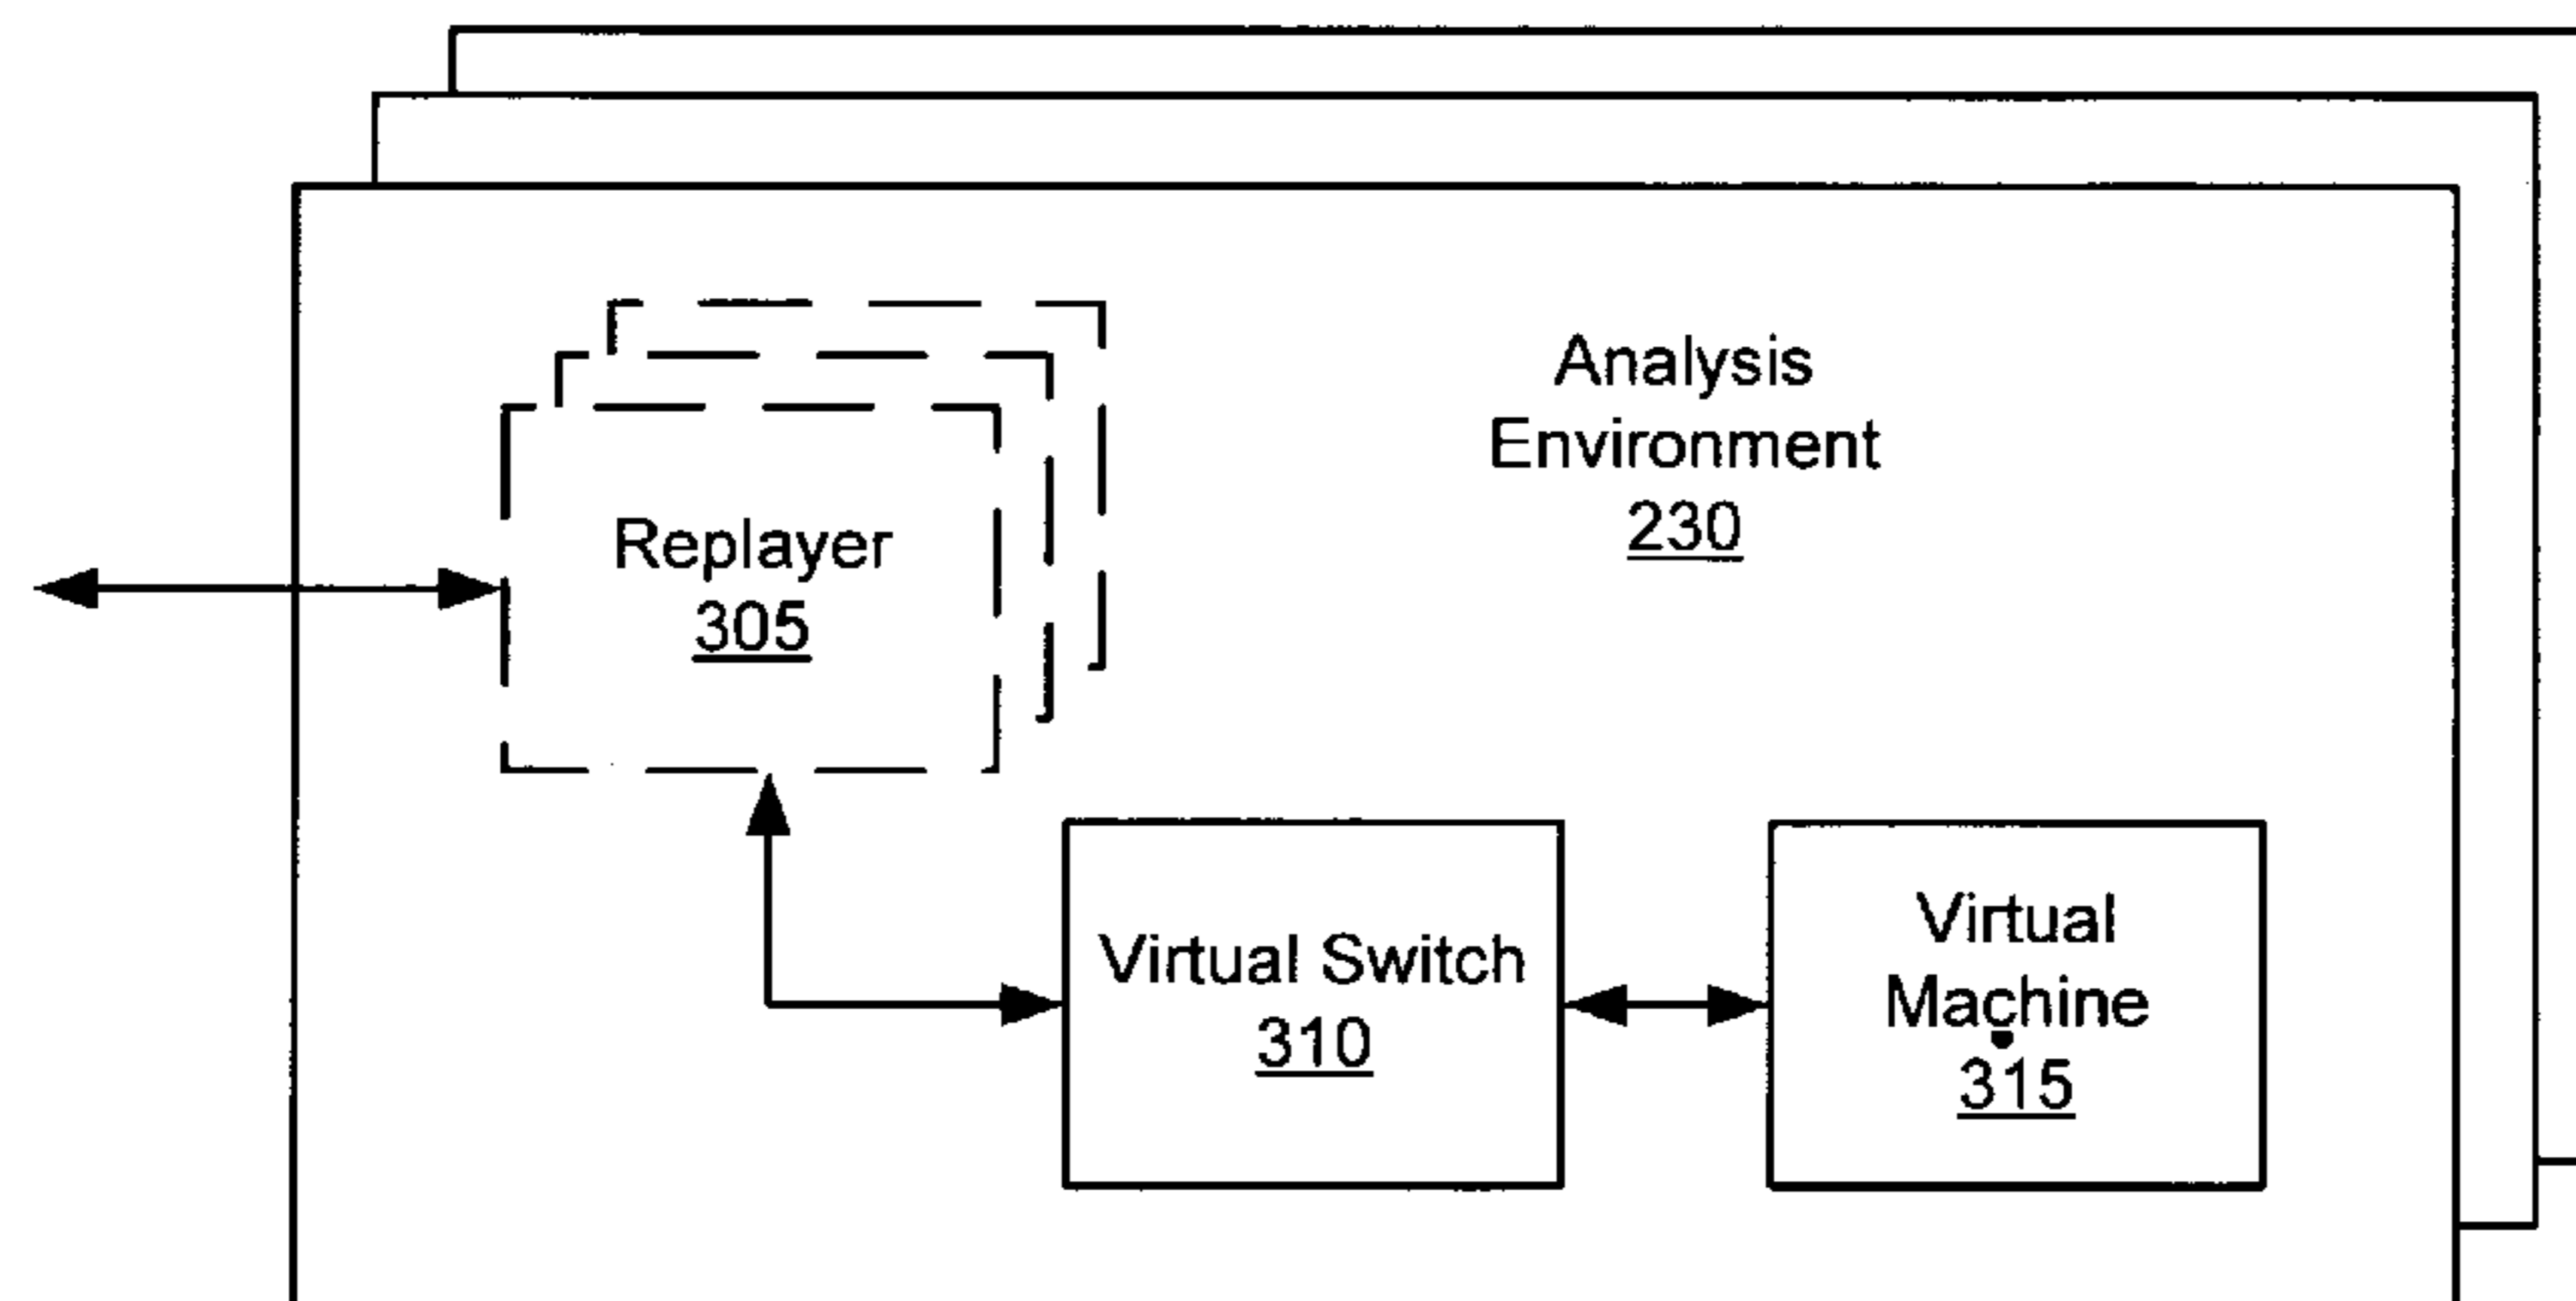 Analysis
Environment
230
Replayer
305
Virtual Switch
310
Virtual
Machine
315